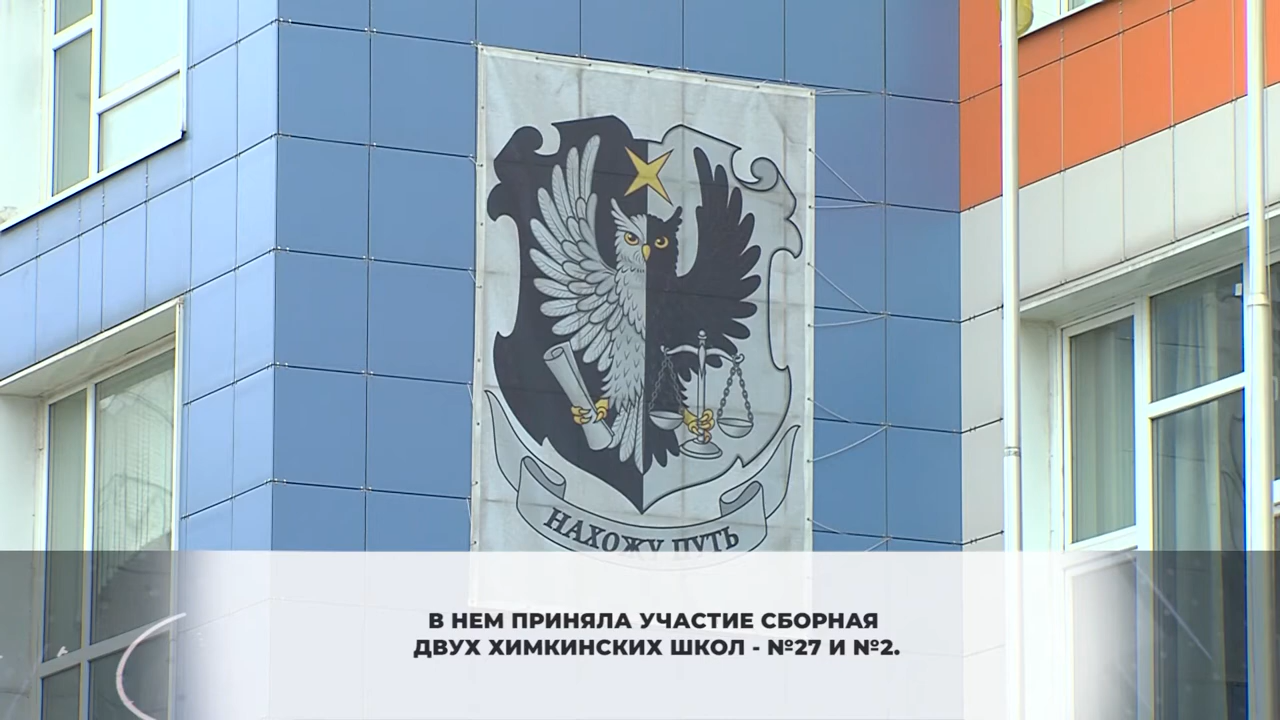 НАХОЖУ ПУТЬ
В НЕМ ПРИНЯЛА УЧАСТИЕ СБОРНАЯ
ДВУХ ХИМКИНСКИХ ШКОЛ - №27 И №2.